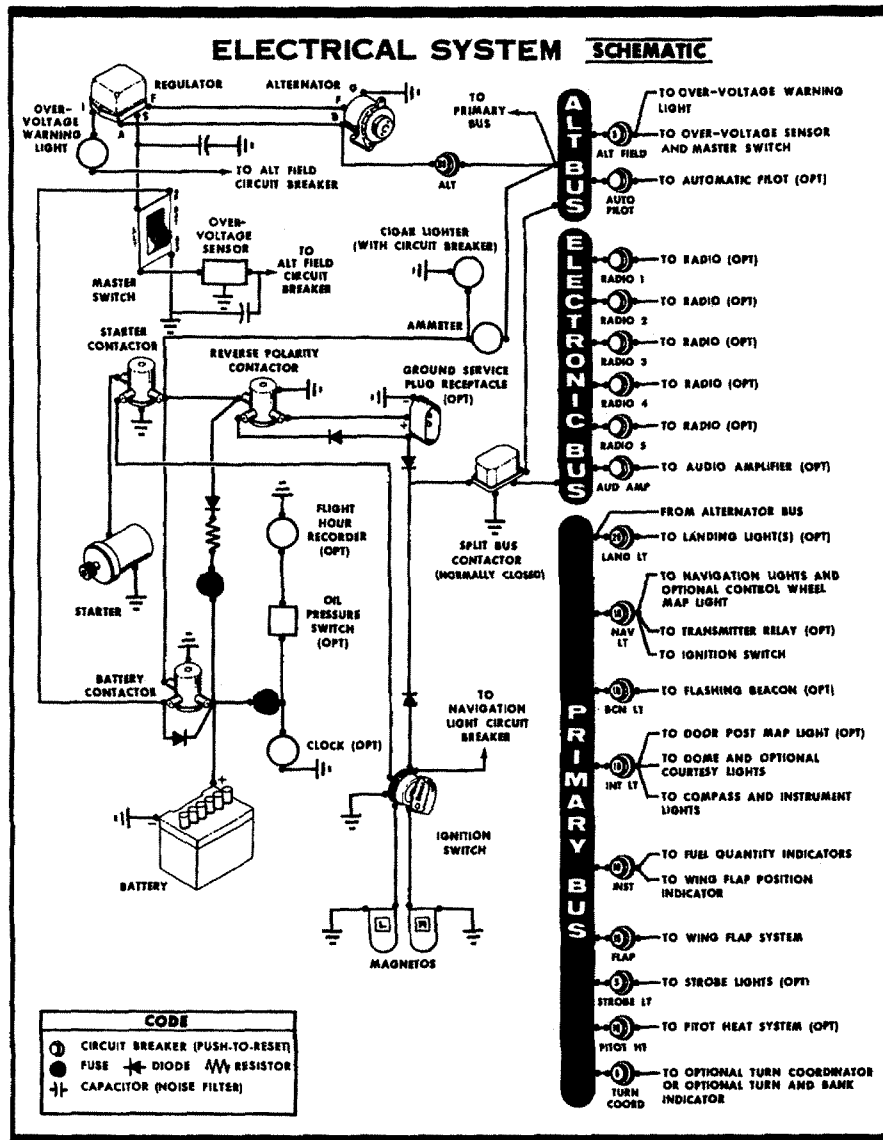 ELECTRICAL SYSTEM SCHEMATIC
REGULATOR
ALTERNATOR
I
F
S
A
F
B
G
OVER-
VOLTAGE
WARNING
LIGHT
TO
PRIMARY
BUS
ALT
TO ALT FIELD
CIRCUIT BREAKER
OVER-
VOLTAGE
SENSOR
TO
ALT FIELD
CIRCUIT
BREAKER
MASTER
SWITCH
CIGAR LIGHTER
(WITH CIRCUIT BREAKER)
AMMETER
STARTER
CONTACTOR
REVERSE POLARITY
CONTACTOR
GROUND SERVICE
PLUG RECEPTACLE
(OPT)
-
+
FLIGHT
HOUR
RECORDER
(OPT)
SPLIT BUS
CONTACTOR
(NORMALLY CLOSED)
STARTER
OIL
PRESSURE
SWITCH
(OPT)
BATTERY
CONTACTOR
TO
NAVIGATION
LIGHT CIRCUIT
BREAKER
CLOCK (OPT)
+
-
BATTERY
IGNITION
SWITCH
L
R
MAGNETOS
ALT BUS
TO OVER-VOLTAGE WARNING
LIGHT
5
ALT FIELD
TO OVER-VOLTAGE SENSOR
AND MASTER SWITCH
AUTO
PILOT
TO AUTOMATIC PILOT (OPT)
ELECTRONIC BUS
TO RADIO (OPT)
RADIO 1
TO RADIO (OPT)
RADIO 2
TO RADIO (OPT)
RADIO 3
TO RADIO (OPT)
RADIO 4
TO RADIO (OPT)
RADIO 5
TO AUDIO AMPLIFIER (OPT)
AUD AMP
PRIMARY BUS
FROM ALTERNATOR BUS
TO LANDING LIGHT(S) (OPT)
LAND LT
TO NAVIGATION LIGHTS AND
OPTIONAL CONTROL WHEEL
MAP LIGHT
NAV
LT
TO TRANSMITTER RELAY (OPT)
TO IGNITION SWITCH
10
TO FLASHING BEACON (OPT)
BCN LT
TO DOOR POST MAP LIGHT (OPT)
10
INT LT
TO DOME AND OPTIONAL
COURTESY LIGHTS
TO COMPASS AND INSTRUMENT
LIGHTS
TO FUEL QUANTITY INDICATORS
INST
TO WING FLAP POSITION
INDICATOR
TO WING FLAP SYSTEM
FLAP
5
TO STROBE LIGHTS (OPT)
STROBE LT
TO PITOT HEAT SYSTEM (OPT)
PITOT HT
TURN
COORD
TO OPTIONAL TURN COORDINATOR
OR OPTIONAL TURN AND BANK
INDICATOR
CODE
CIRCUIT BREAKER (PUSH-TO-RESET)
FUSE DIODE RESISTOR
CAPACITOR (NOISE FILTER)